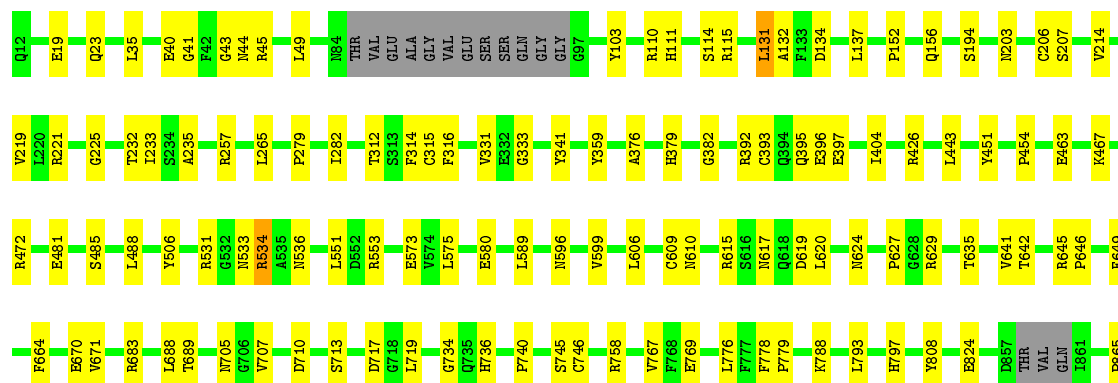 Q12 E19 Q23 L35 E40 G41 F42 G43 N44 R45 L49 N84 THR VAL GLU ALA GLY VAL GLU SER SER GLN GLY GLY G97 Y103 R110 H111 S114 R115 L131 A132 F133 D134 L137 P152 Q156 S194 N203 C206 S207 V214
V219 L220 R221 G225 T232 I233 S234 A235 R257 L265 P279 I282 T312 S313 F314 C315 F316 V331 E332 G333 Y341 Y359 A376 H379 G382 R392 C393 Q394 Q395 E396 E397 I404 R426 L443 Y451 P454 E463 K467
R472 E481 S485 L488 Y506 R531 G532 N533 R534 A535 N536 L551 D552 R553 E573 V574 L575 E580 L589 N596 V599 L606 C609 N610 R615 S616 N617 Q618 D619 L620 N624 P627 G628 R629 T635 V641 T642 R645 P646
F664 E670 V671 R683 L688 T689 N705 G706 V707 D710 S713 D717 G718 L719 G734 Q735 H736 P740 S745 C746 R758 V767 F768 E769 L776 F777 F778 P779 K788 L793 H797 Y808 E824 D857 THR VAL GLN I861